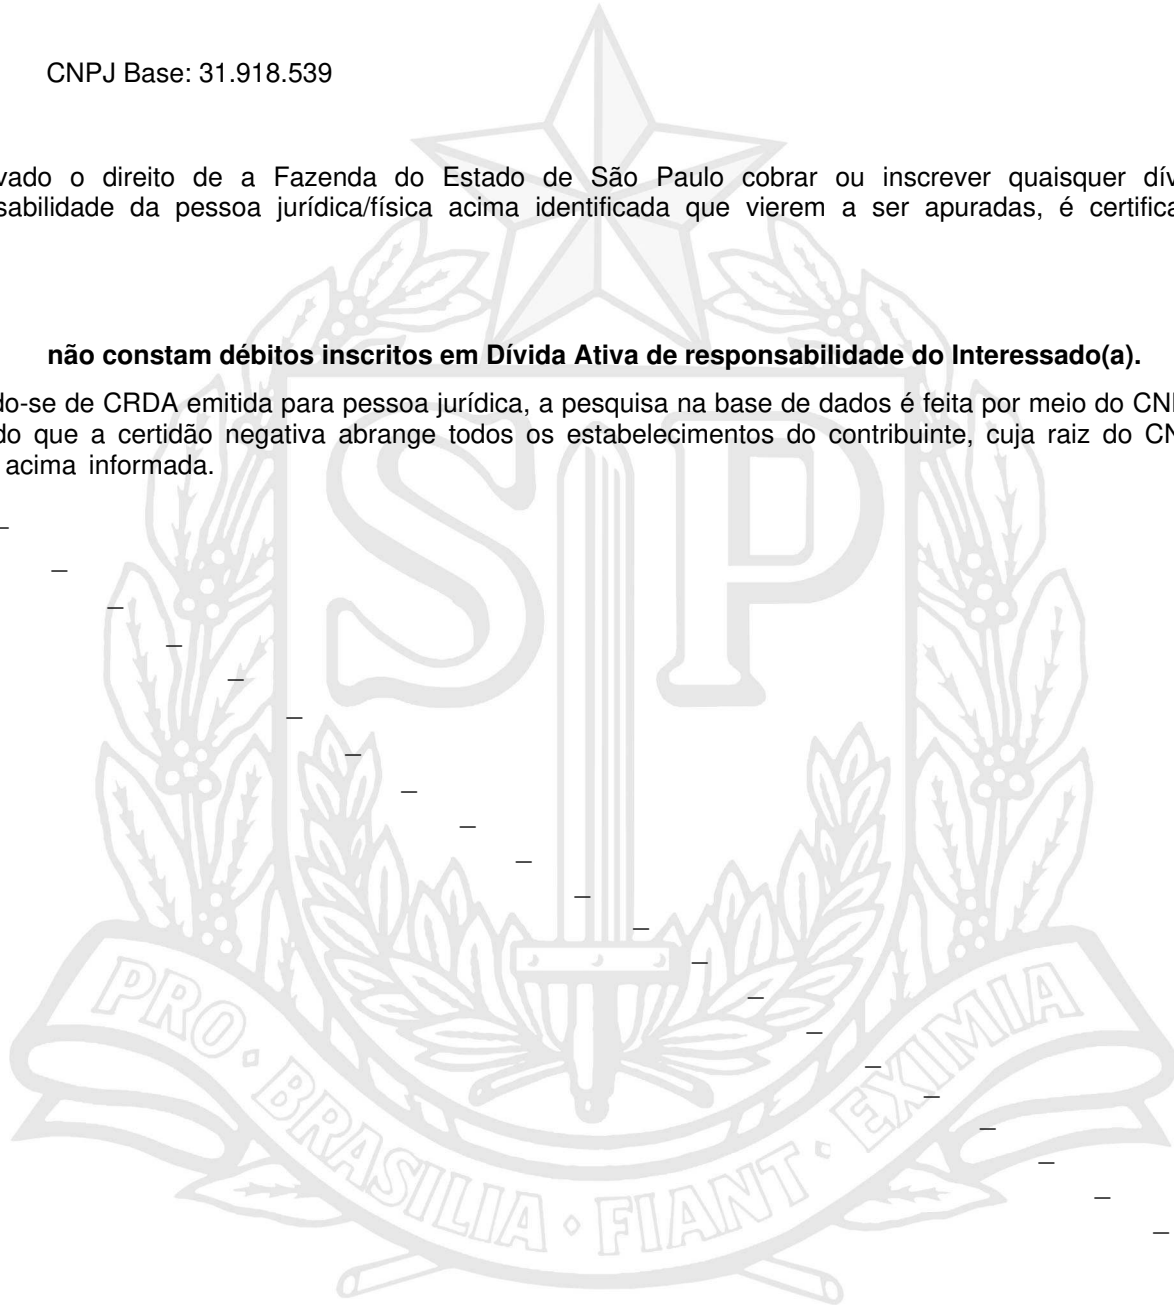 CNPJ Base: 31.918.539
vado o direito de a Fazenda do Estado de São Paulo cobrar ou inscrever quaisquer dív
sabilidade da pessoa jurídica/física acima identificada que vierem a ser apuradas, é certifica
não constam débitos inscritos em Dívida Ativa de responsabilidade do Interessado(a).
do-se de CRDA emitida para pessoa jurídica, a pesquisa na base de dados é feita por meio do CN
do que a certidão negativa abrange todos os estabelecimentos do contribuinte, cuja raiz do CN
acima informada.
SP
PRO · BRASILIA · FIANT · EXIMIA